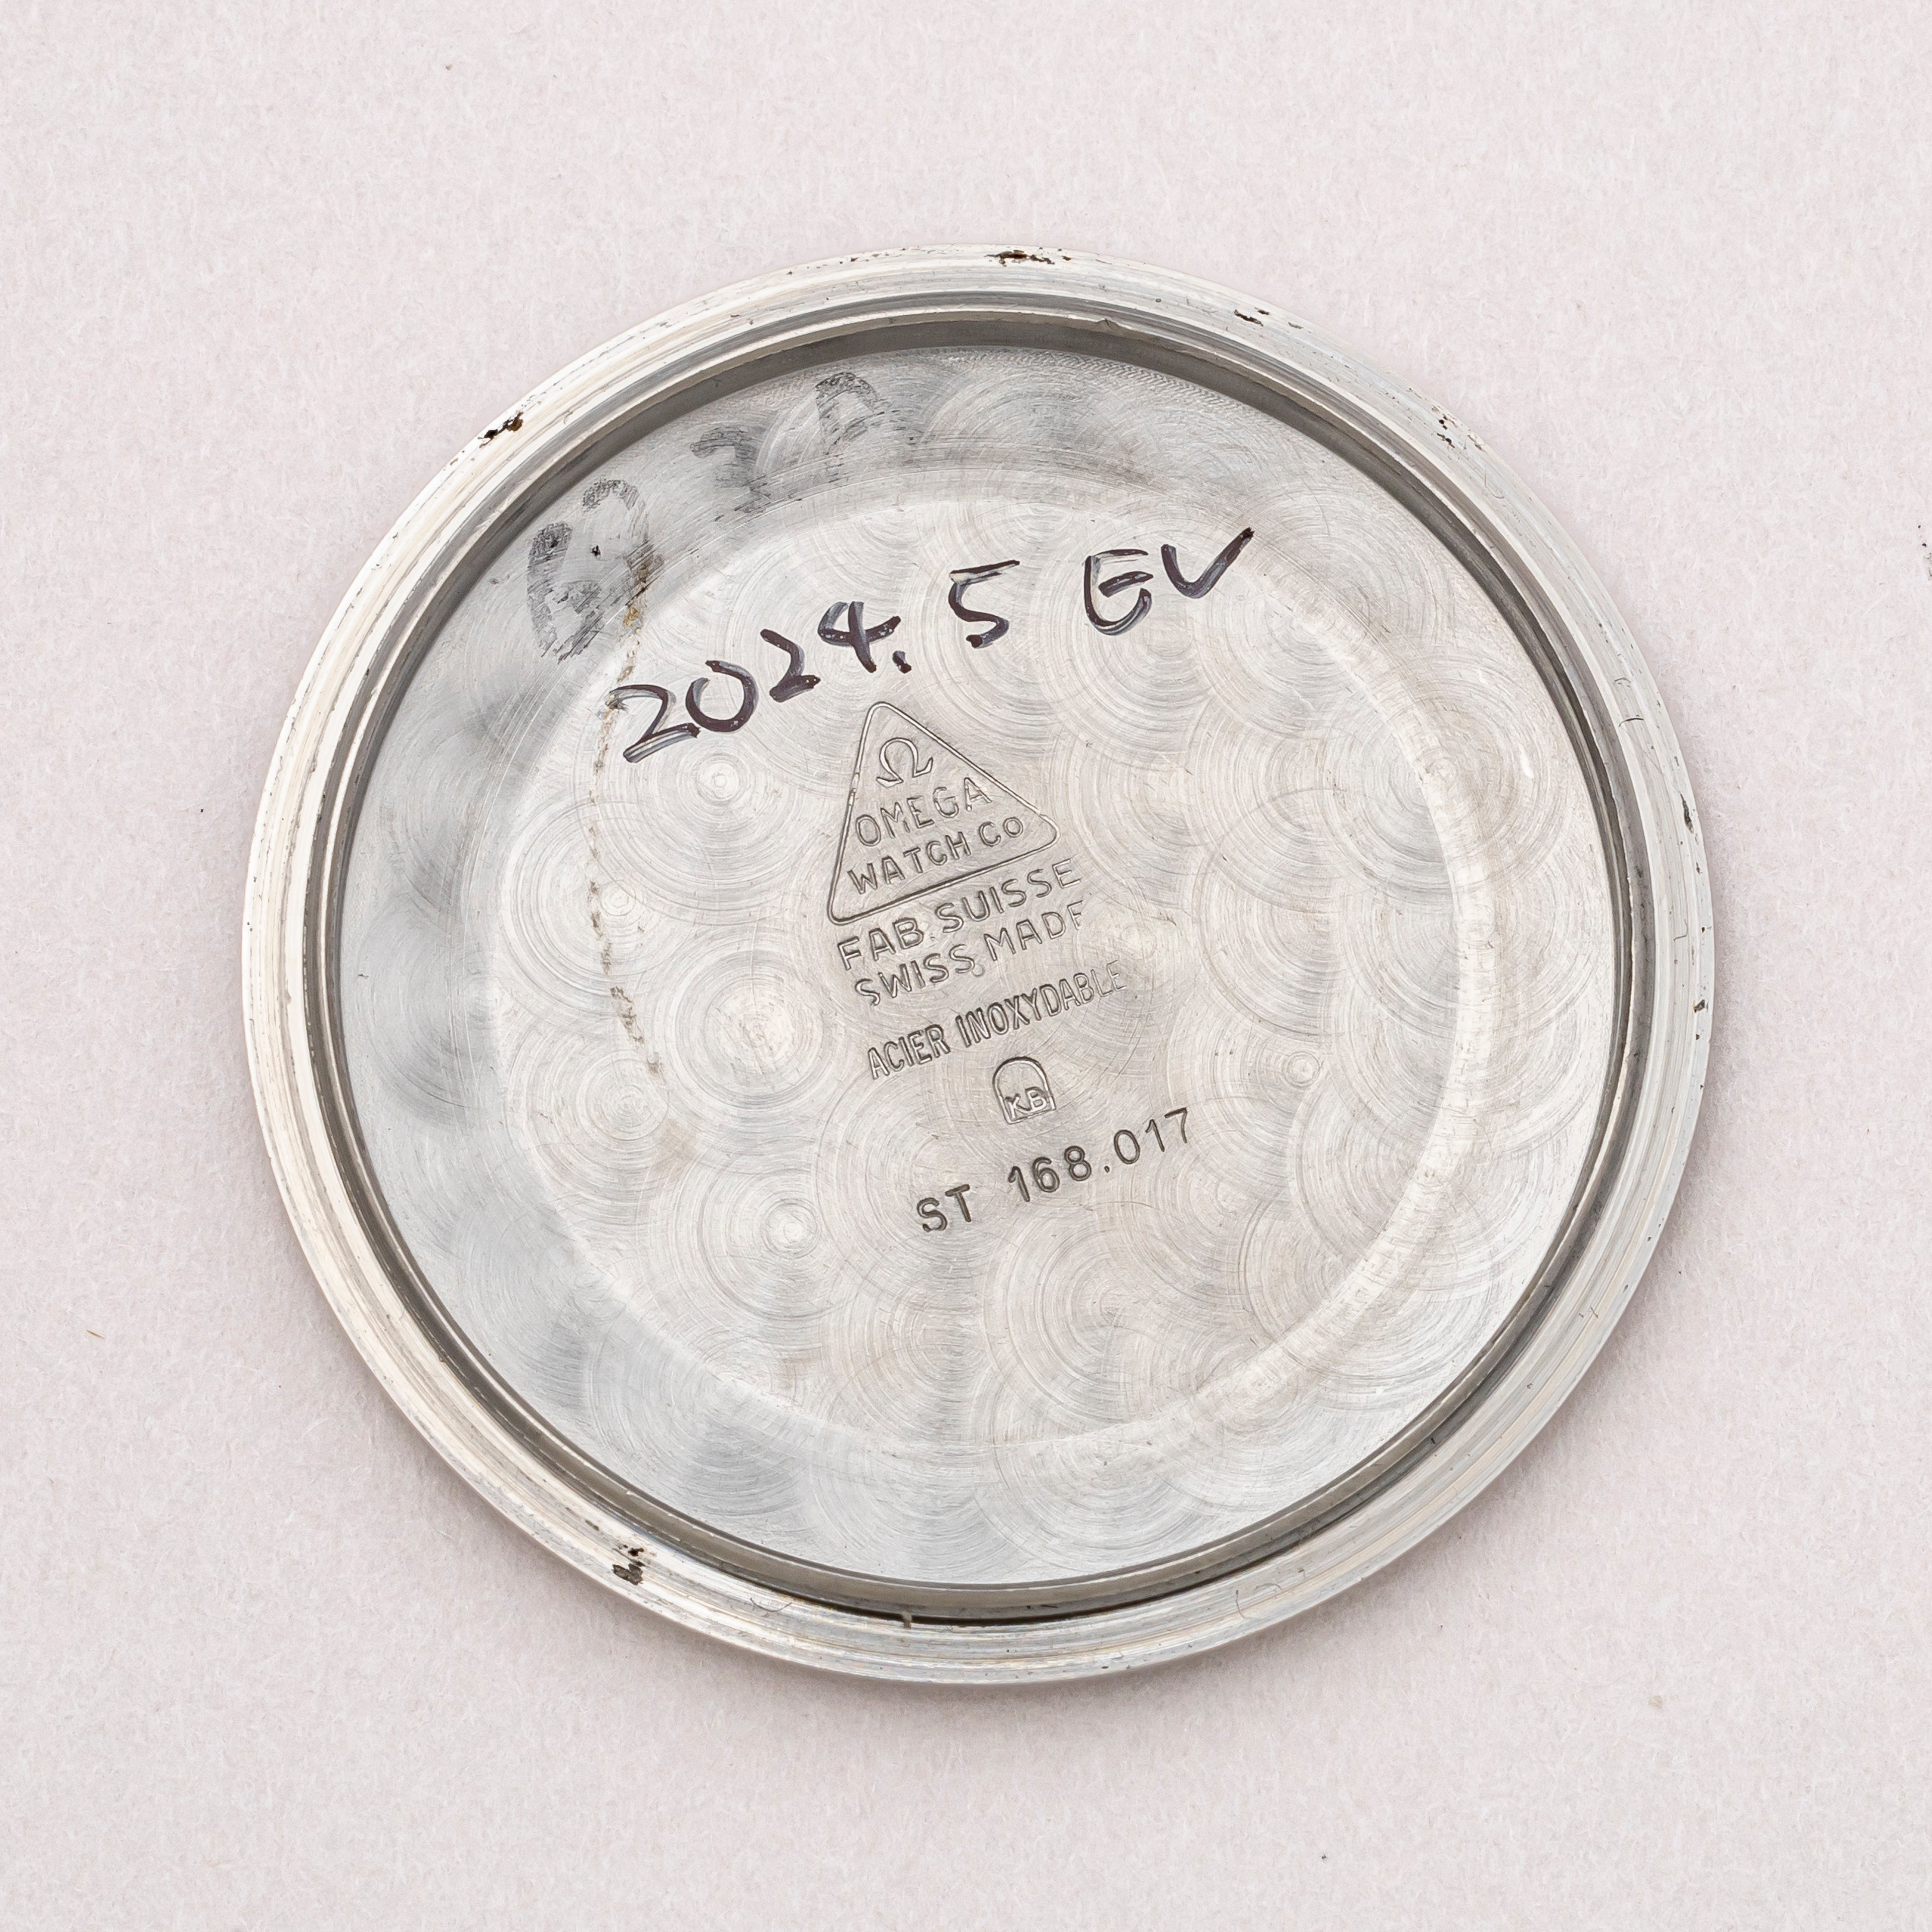 2024.5 EV
Ω
OMEGA
WATCH Co
FAB. SUISSE
SWISS MADE
ACIER INOXYDABLE
KB
ST 168.017